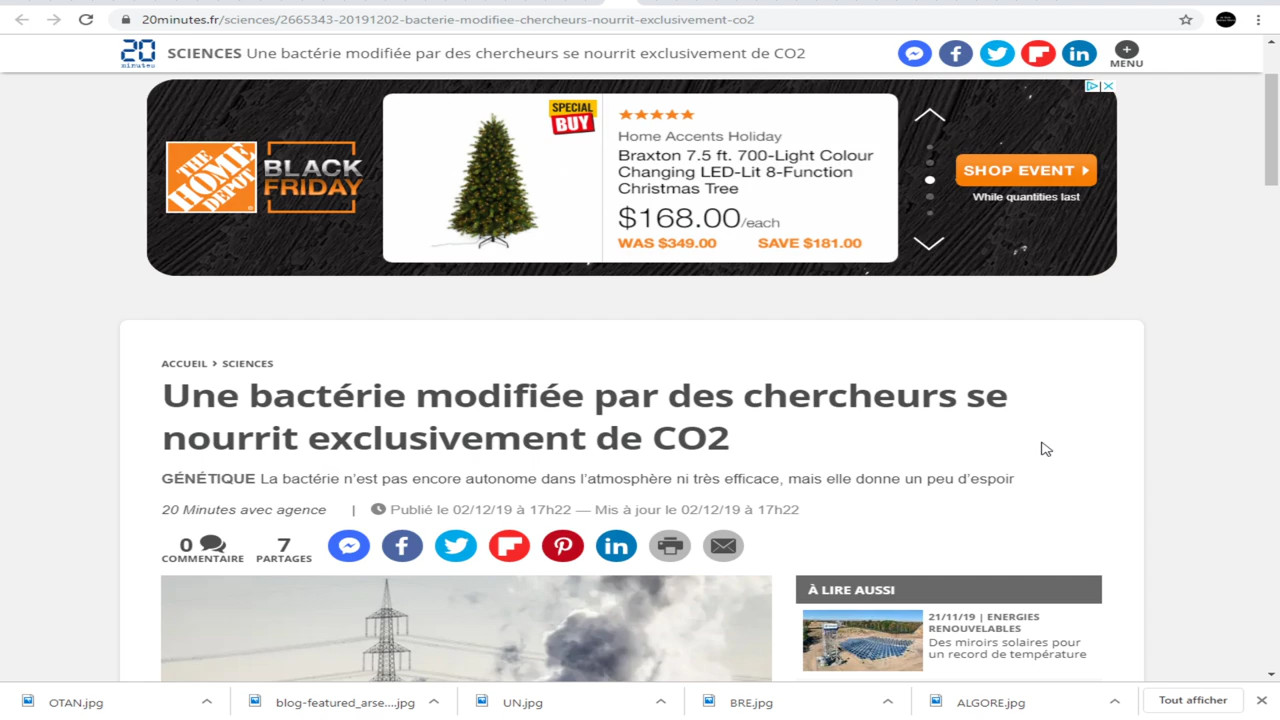 20minutes.fr/sciences/2665343-20191202-bacterie-modifiee-chercheurs-nourrit-exclusivement-co2
20 minutes
SCIENCES Une bactérie modifiée par des chercheurs se nourrit exclusivement de CO2
MENU
THE HOME DEPOT
BLACK FRIDAY
SPECIAL BUY
Home Accents Holiday
Braxton 7.5 ft. 700-Light Colour
Changing LED-Lit 8-Function
Christmas Tree
$168.00/each
WAS $349.00 SAVE $181.00
SHOP EVENT
While quantities last
ACCUEIL > SCIENCES
Une bactérie modifiée par des chercheurs se
nourrit exclusivement de CO2
GÉNÉTIQUE La bactérie n'est pas encore autonome dans l'atmosphère ni très efficace, mais elle donne un peu d'espoir
20 Minutes avec agence | Publié le 02/12/19 à 17h22 — Mis à jour le 02/12/19 à 17h22
0
COMMENTAIRE
7
PARTAGES
À LIRE AUSSI
21/11/19 | ENERGIES
RENOUVELABLES
Des miroirs solaires pour
un record de température
OTAN.jpg
blog-featured_arse....jpg
UN.jpg
BRE.jpg
ALGORE.jpg
Tout afficher